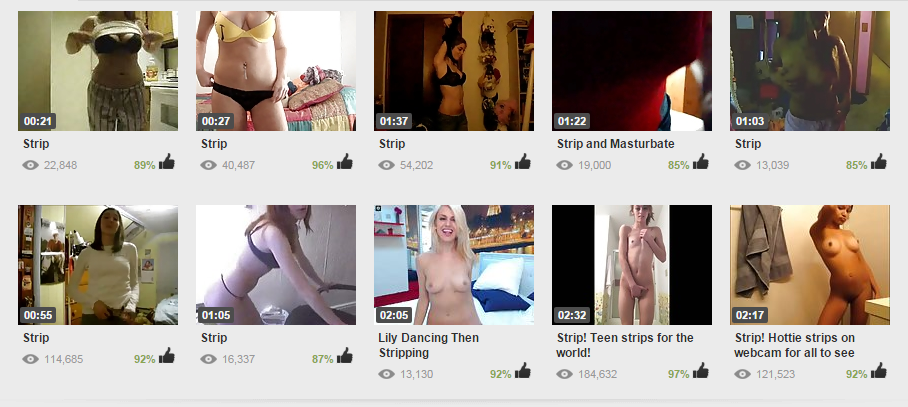 00:21 00:27 01:37 01:22 01:03
Strip Strip Strip Strip and Masturbate Strip
22,848 89% 40,487 96% 54,202 91% 19,000 85% 13,039 85%
00:55 01:05 02:05 02:32 02:17
Strip Strip Lily Dancing Then Strip! Teen strips for the Strip! Hottie strips on
Stripping world! webcam for all to see
114,685 92% 16,337 87%
13,130 92% 184,632 97% 121,523 92%